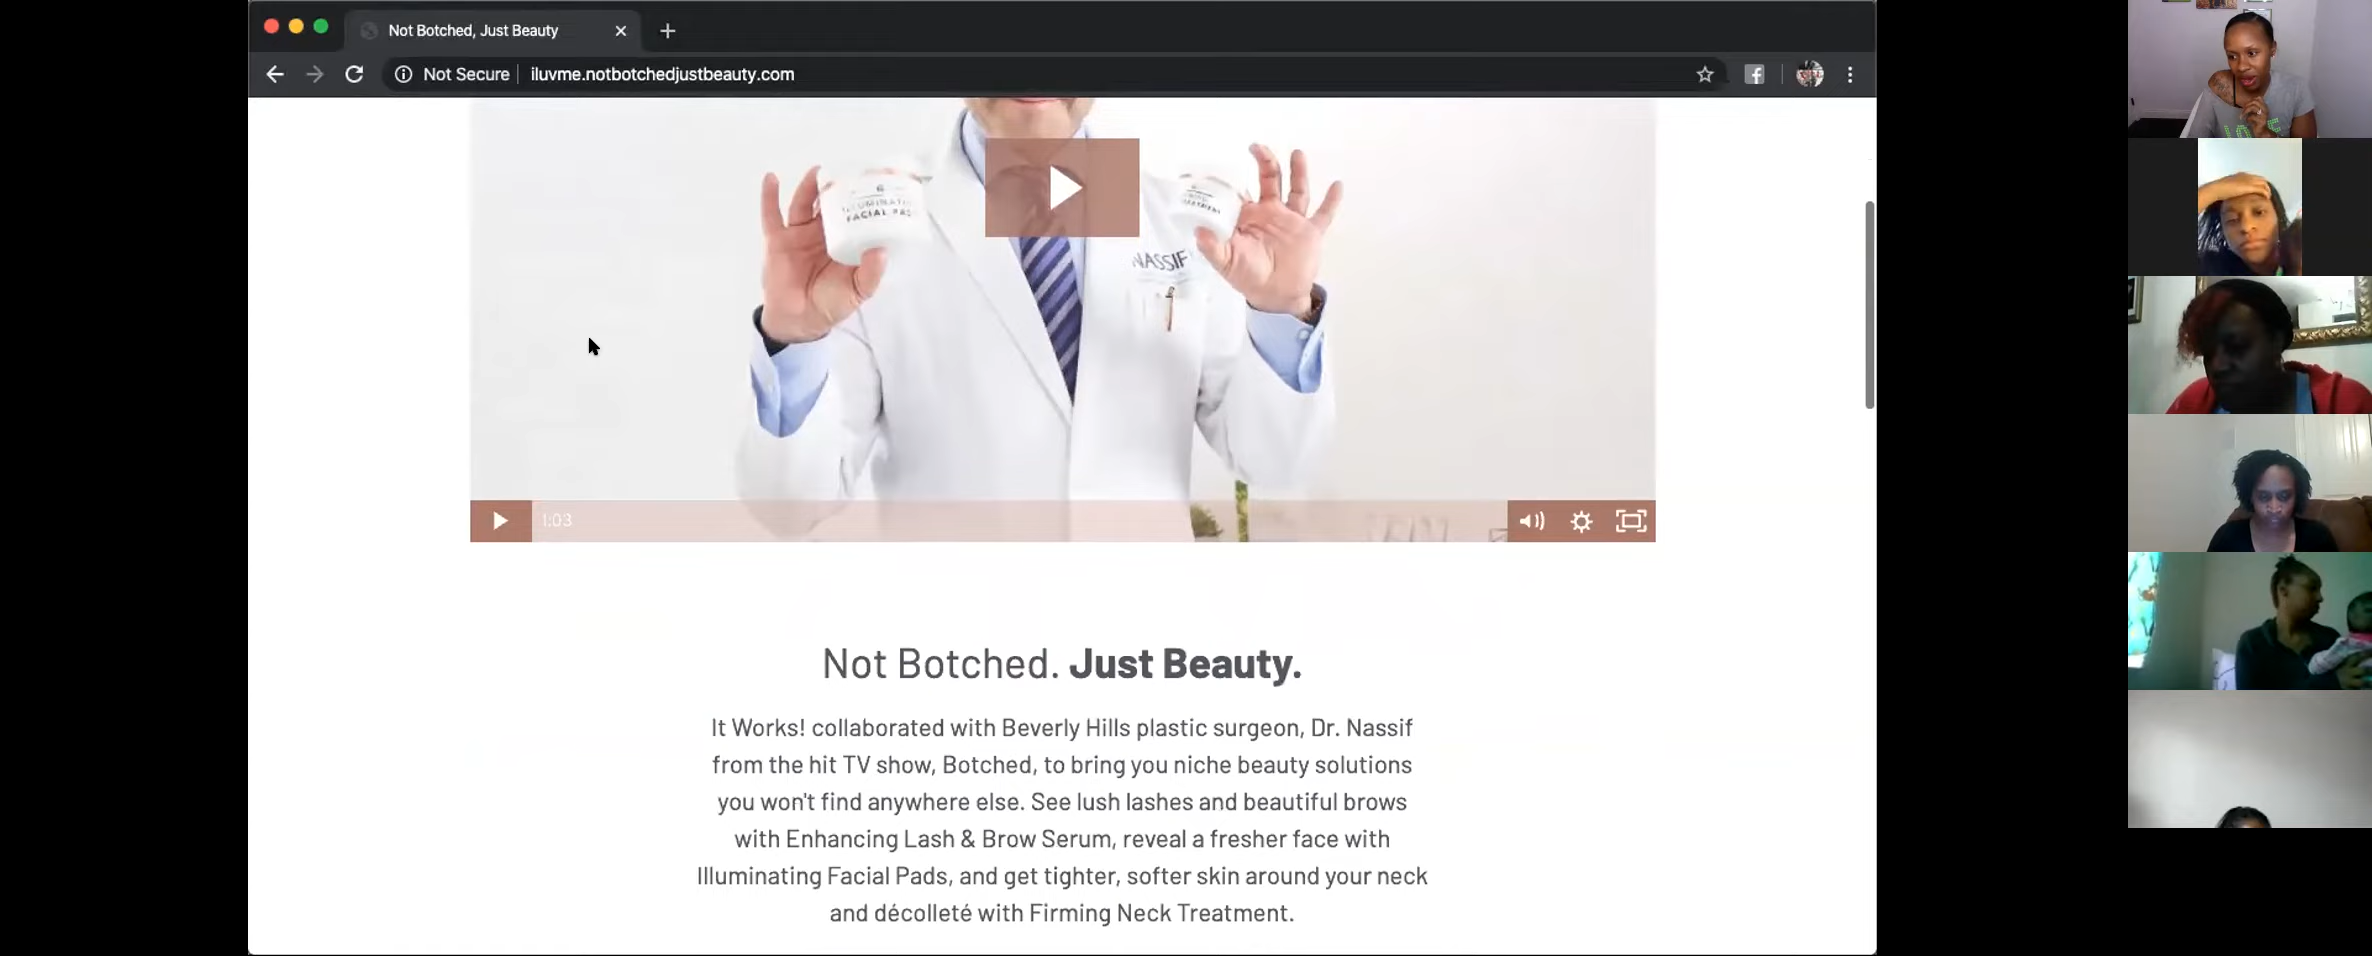 Not Botched, Just Beauty
Not Secure
iluvme.notbotchedjustbeauty.com
FACIAL PADS
NASSIF
1:03
Not Botched. Just Beauty.
It Works! collaborated with Beverly Hills plastic surgeon, Dr. Nassif
from the hit TV show, Botched, to bring you niche beauty solutions
you won't find anywhere else. See lush lashes and beautiful brows
with Enhancing Lash & Brow Serum, reveal a fresher face with
Illuminating Facial Pads, and get tighter, softer skin around your neck
and décolleté with Firming Neck Treatment.